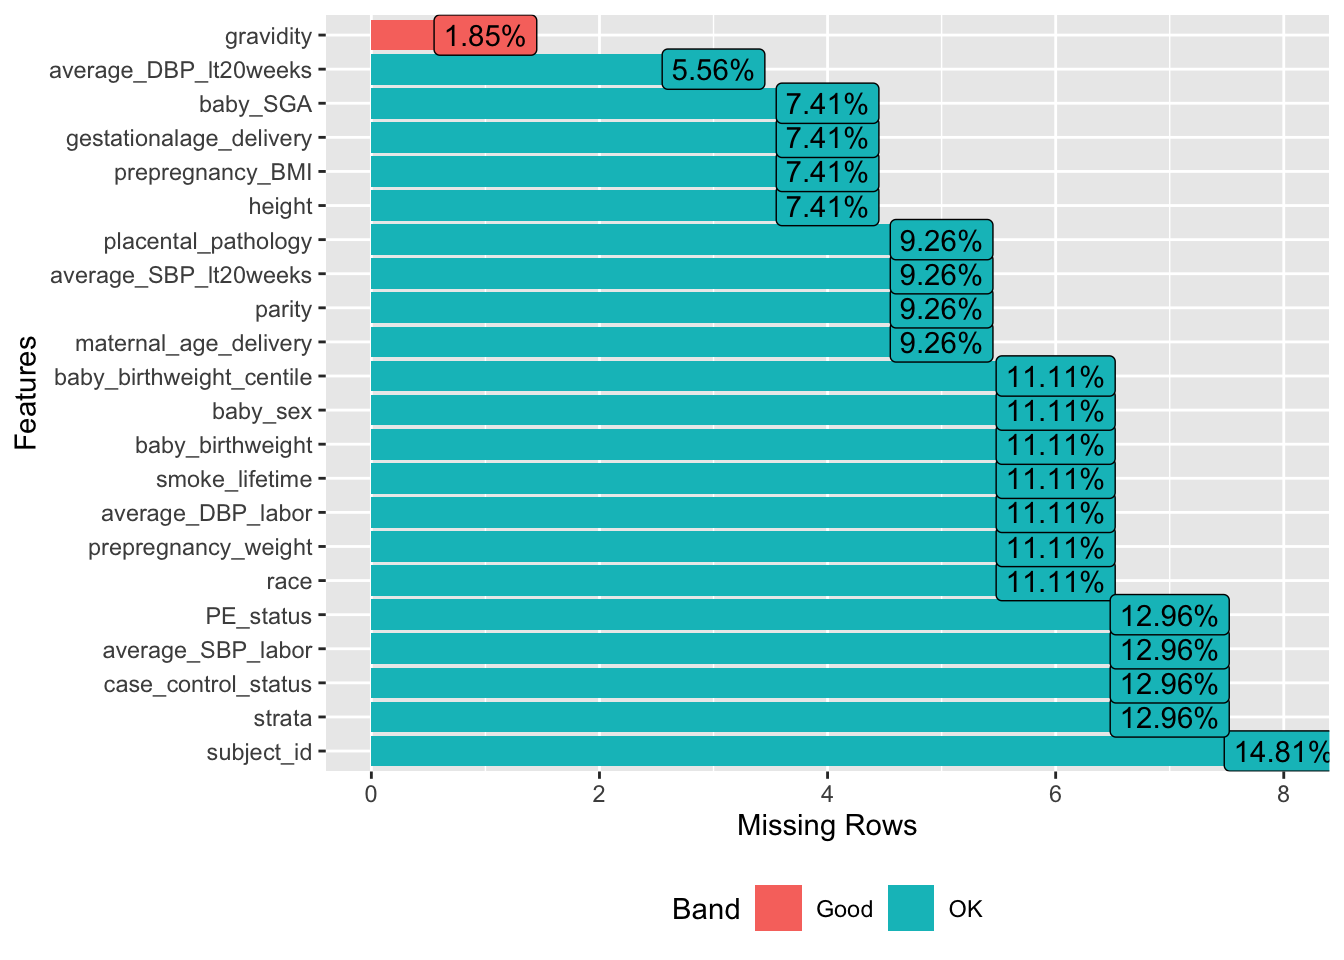 gravidity 1.85%
average_DBP_lt20weeks 5.56%
baby_SGA 7.41%
gestationalage_delivery 7.41%
prepregnancy_BMI 7.41%
height 7.41%
placental_pathology 9.26%
average_SBP_lt20weeks 9.26%
parity 9.26%
maternal_age_delivery 9.26%
baby_birthweight_centile 11.11%
baby_sex 11.11%
baby_birthweight 11.11%
smoke_lifetime 11.11%
average_DBP_labor 11.11%
prepregnancy_weight 11.11%
race 11.11%
PE_status 12.96%
average_SBP_labor 12.96%
case_control_status 12.96%
strata 12.96%
subject_id 14.81%
Features
0 2 4 6 8
Missing Rows
Band Good OK